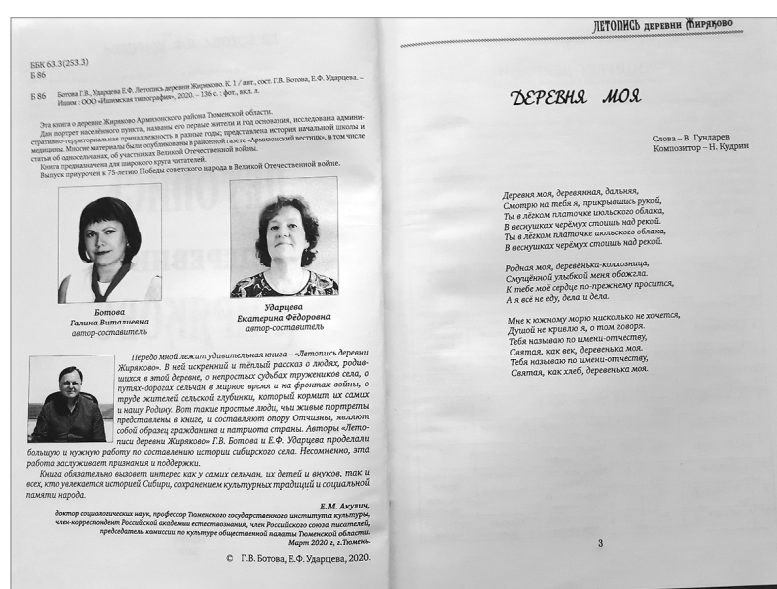 ББК 63.3(253.3)
Б 86
Б 86 Ботова Г.В., Ударцева Е.Ф. Летопись деревни Жиряково. К. 1 / авт., сост. Г.В. Ботова, Е.Ф. Ударцева. –
Ишим : ООО «Ишимская типография», 2020. – 136 с. : фот., вкл. л.
Эта книга о деревне Жиряково Армизонского района Тюменской области.
Дан портрет населённого пункта, названы его первые жители и год основания, исследована админи-
стративно-территориальная принадлежность в разные годы; представлена история начальной школы и
медицины. Многие материалы были опубликованы в районной газете «Армизонский вестник», в том числе
статьи об односельчанах, об участниках Великой Отечественной войны.
Книга предназначена для широкого круга читателей.
Выпуск приурочен к 75-летию Победы советского народа в Великой Отечественной войне.
Ботова
Галина Витальевна
автор-составитель
Ударцева
Екатерина Фёдоровна
автор-составитель
Передо мной лежит удивительная книга – «Летопись деревни
Жиряково». В ней искренний и тёплый рассказ о людях, родив-
шихся в этой деревне, о непростых судьбах тружеников села, о
путях-дорогах сельчан в мирное время и на фронтах войны, о
труде жителей сельской глубинки, который кормит их самих
и нашу Родину. Вот такие простые люди, чьи живые портреты
представлены в книге, и составляют опору Отчизны, являют
собой образец гражданина и патриота страны. Авторы «Лето-
писи деревни Жиряково» Г.В. Ботова и Е.Ф. Ударцева проделали
большую и нужную работу по составлению истории сибирского села. Несомненно, эта
работа заслуживает признания и поддержки.
Книга обязательно вызовет интерес как у самих сельчан, их детей и внуков, так и
всех, кто увлекается историей Сибири, сохранением культурных традиций и социальной
памяти народа.
Е.М. Акулич,
доктор социологических наук, профессор Тюменского государственного института культуры,
член-корреспондент Российской академии естествознания, член Российского союза писателей,
председатель комиссии по культуре общественной палаты Тюменской области.
Март 2020 г, г.Тюмень
© Г.В. Ботова, Е.Ф. Ударцева, 2020.
ЛЕТОПИСЬ ДЕРЕВНИ ЖИРЯКОВО
ДЕРЕВНЯ МОЯ
Слова – В. Гундарев
Композитор – Н. Кудрин
Деревня моя, деревянная, дальняя,
Смотрю на тебя я, прикрывшись рукой,
Ты в лёгком платочке июльского облака,
В веснушках черёмух стоишь над рекой.
Ты в лёгком платочке июльского облака,
В веснушках черёмух стоишь над рекой.
Родная моя, деревенька-колхозница,
Смущённой улыбкой меня обожгла.
К тебе моё сердце по-прежнему просится,
А я всё не еду, дела и дела.
Мне к южному морю нисколько не хочется,
Душой не кривлю я, о том говоря.
Тебя называю по имени-отчеству,
Святая, как век, деревенька моя.
Тебя называю по имени-отчеству,
Святая, как хлеб, деревенька моя.
3